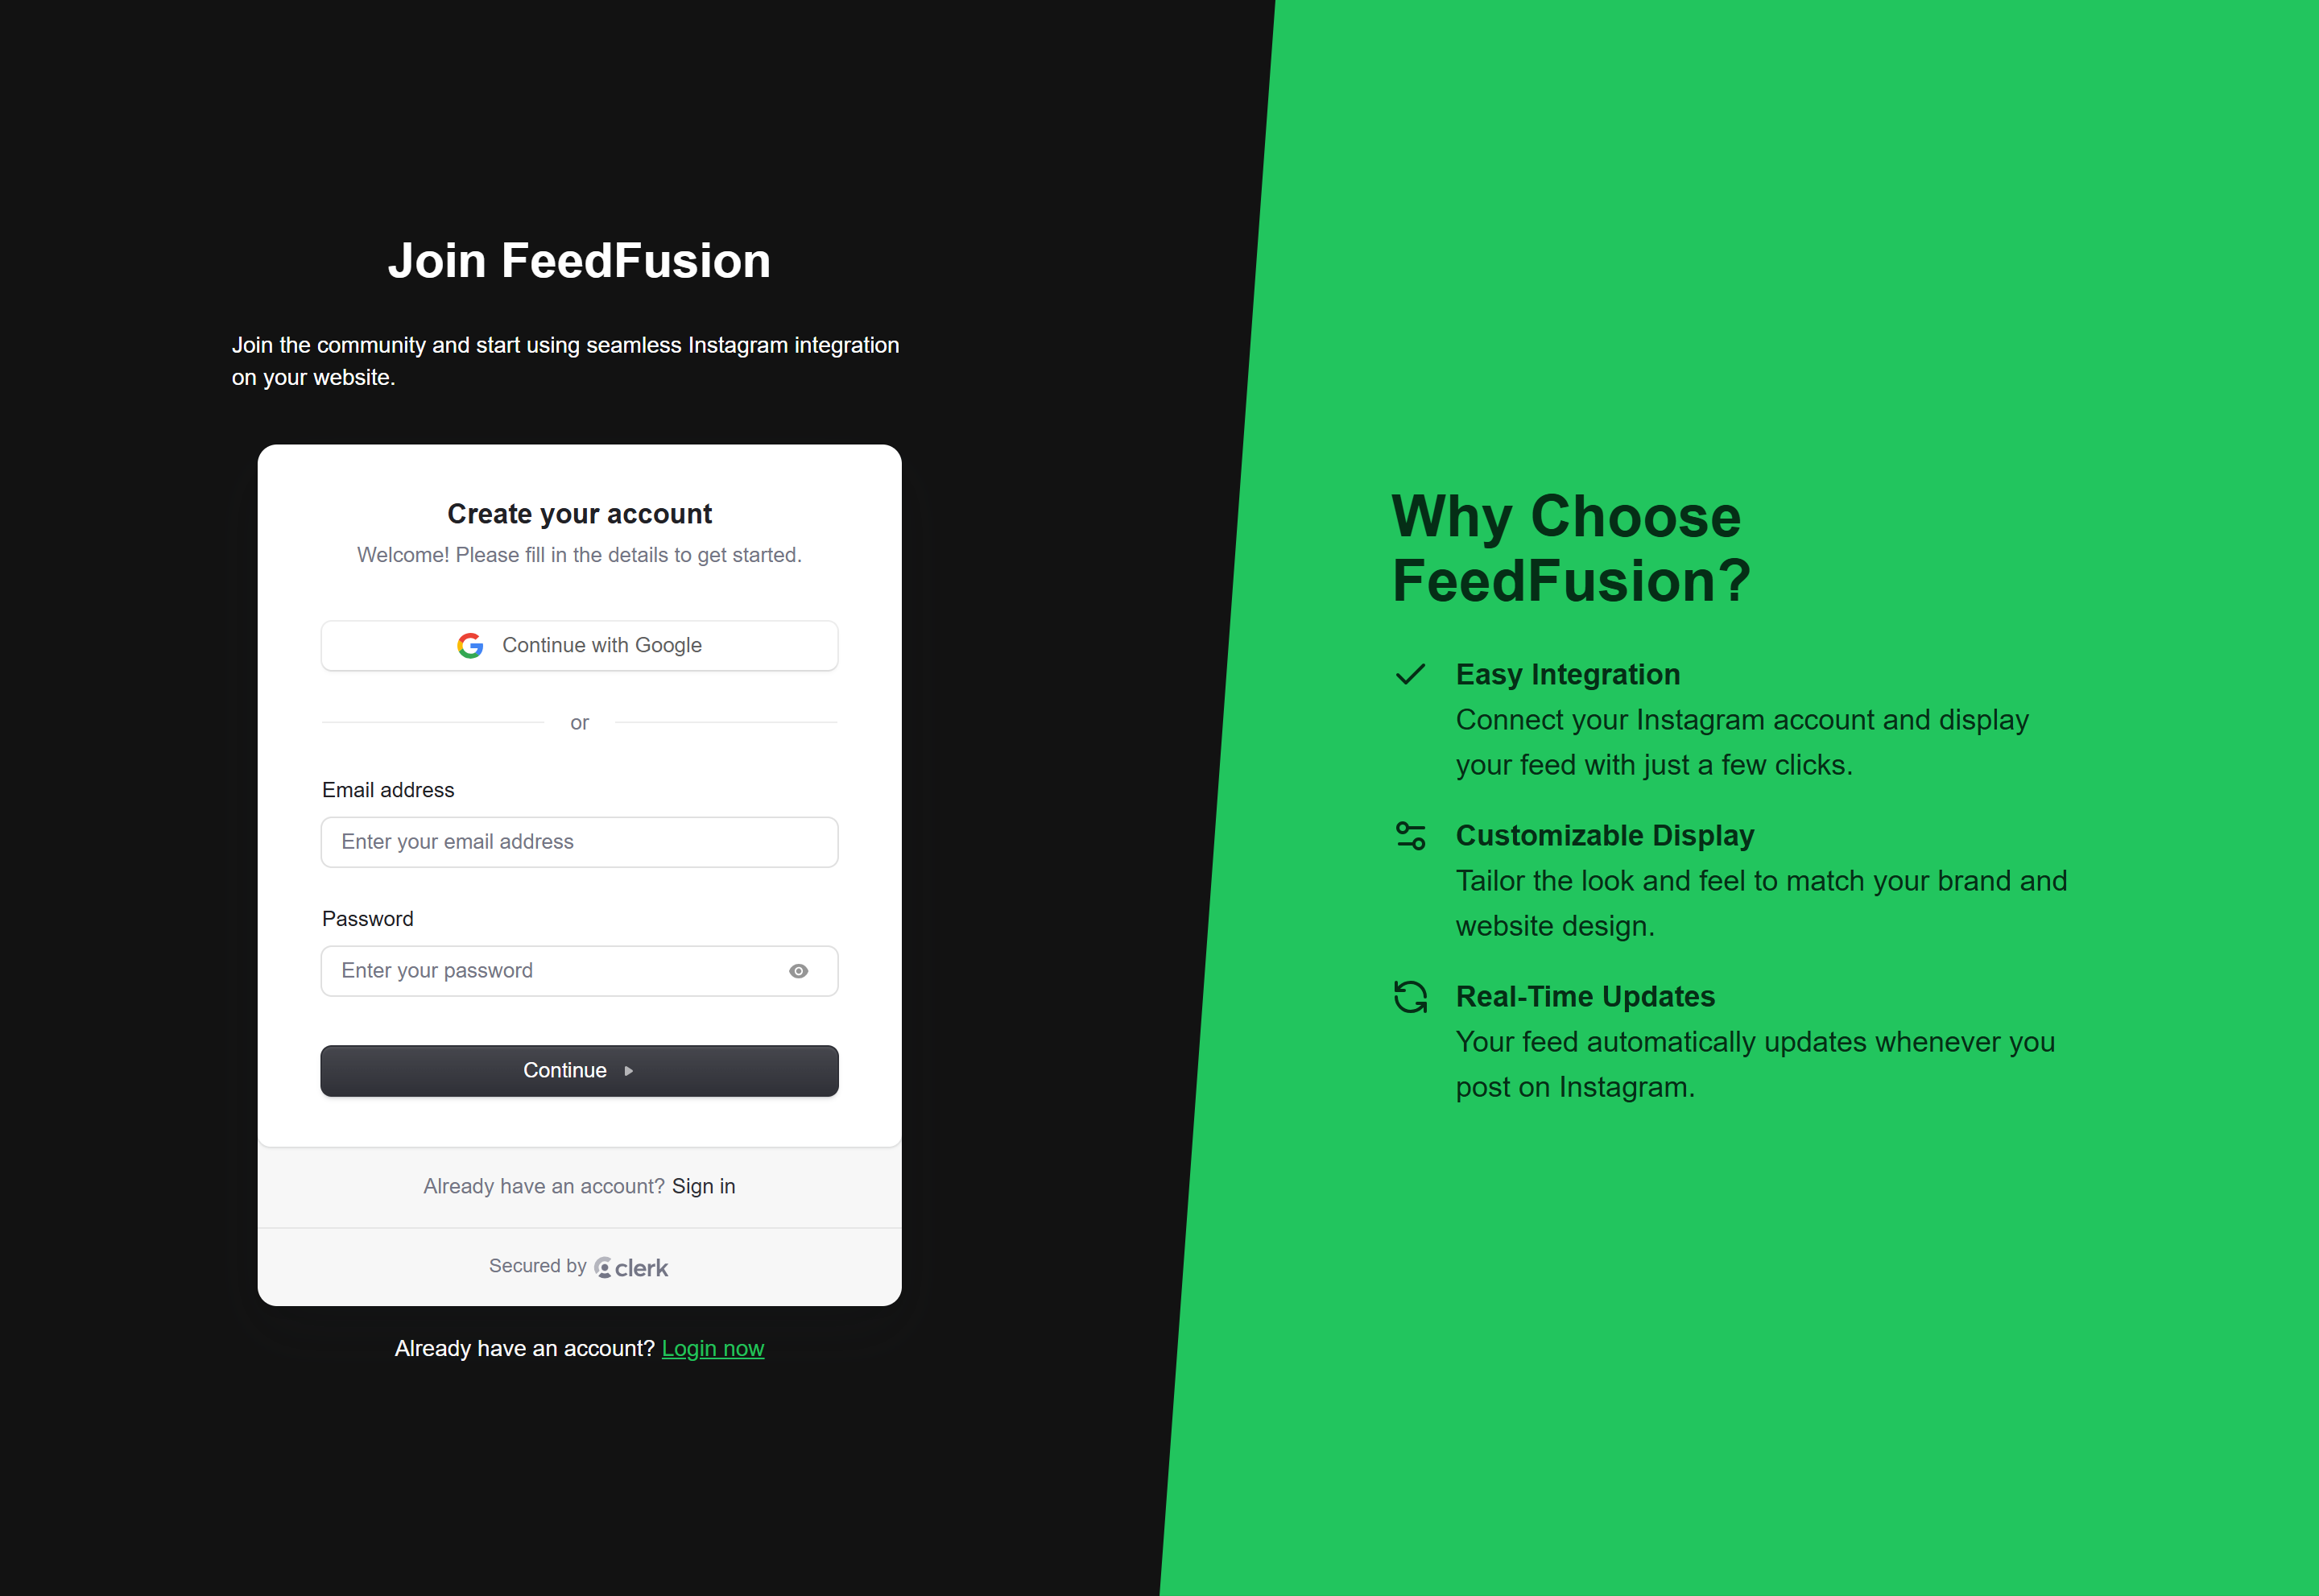 Join FeedFusion
Join the community and start using seamless Instagram integration
on your website.
Create your account
Welcome! Please fill in the details to get started.
Continue with Google
or
Email address
Enter your email address
Password
Enter your password
Continue
Already have an account? Sign in
Secured by clerk
Already have an account? Login now
Why Choose
FeedFusion?
Easy Integration
Connect your Instagram account and display
your feed with just a few clicks.
Customizable Display
Tailor the look and feel to match your brand and
website design.
Real-Time Updates
Your feed automatically updates whenever you
post on Instagram.